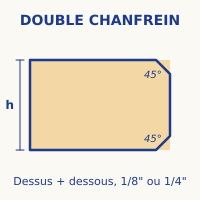 DOUBLE CHANFREIN
45°
h
45°
Dessus + dessous, 1/8" ou 1/4"